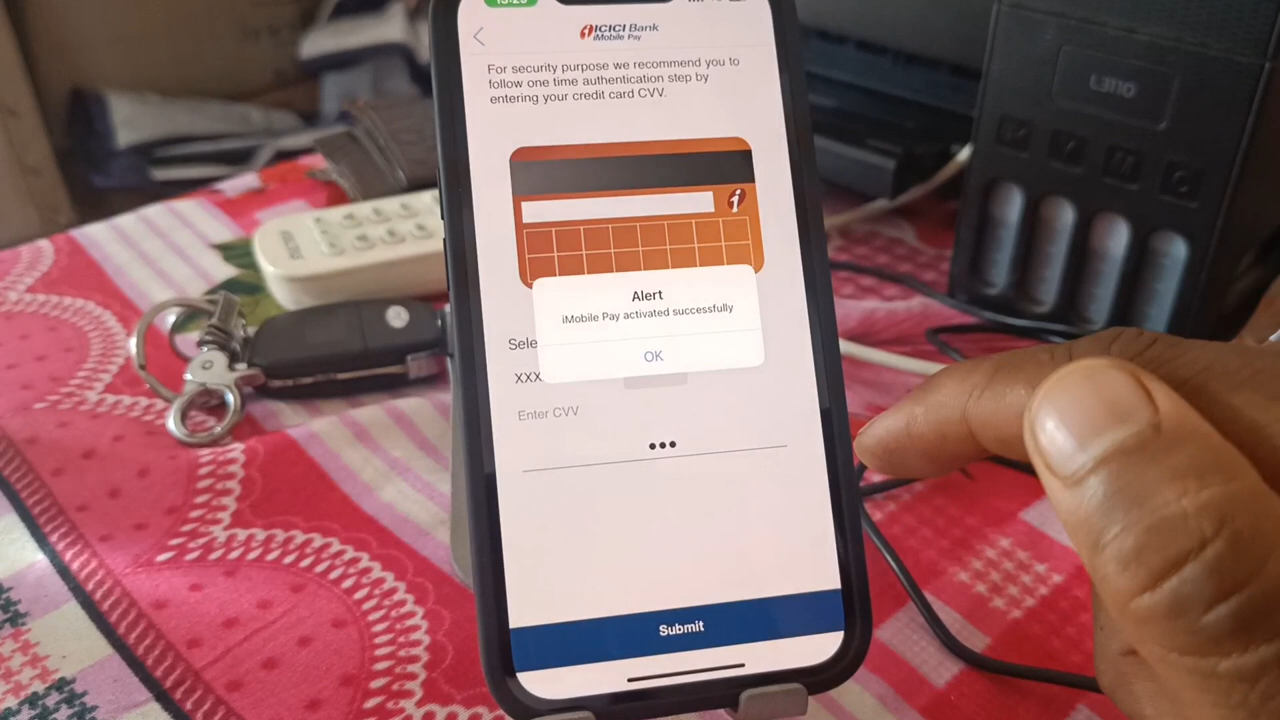 ICICI Bank
iMobile Pay
For security purpose we recommend you to
follow one time authentication step by
entering your credit card CVV.
Alert
iMobile Pay activated successfully
OK
Sele
XXX
Enter CVV
Submit
L3110